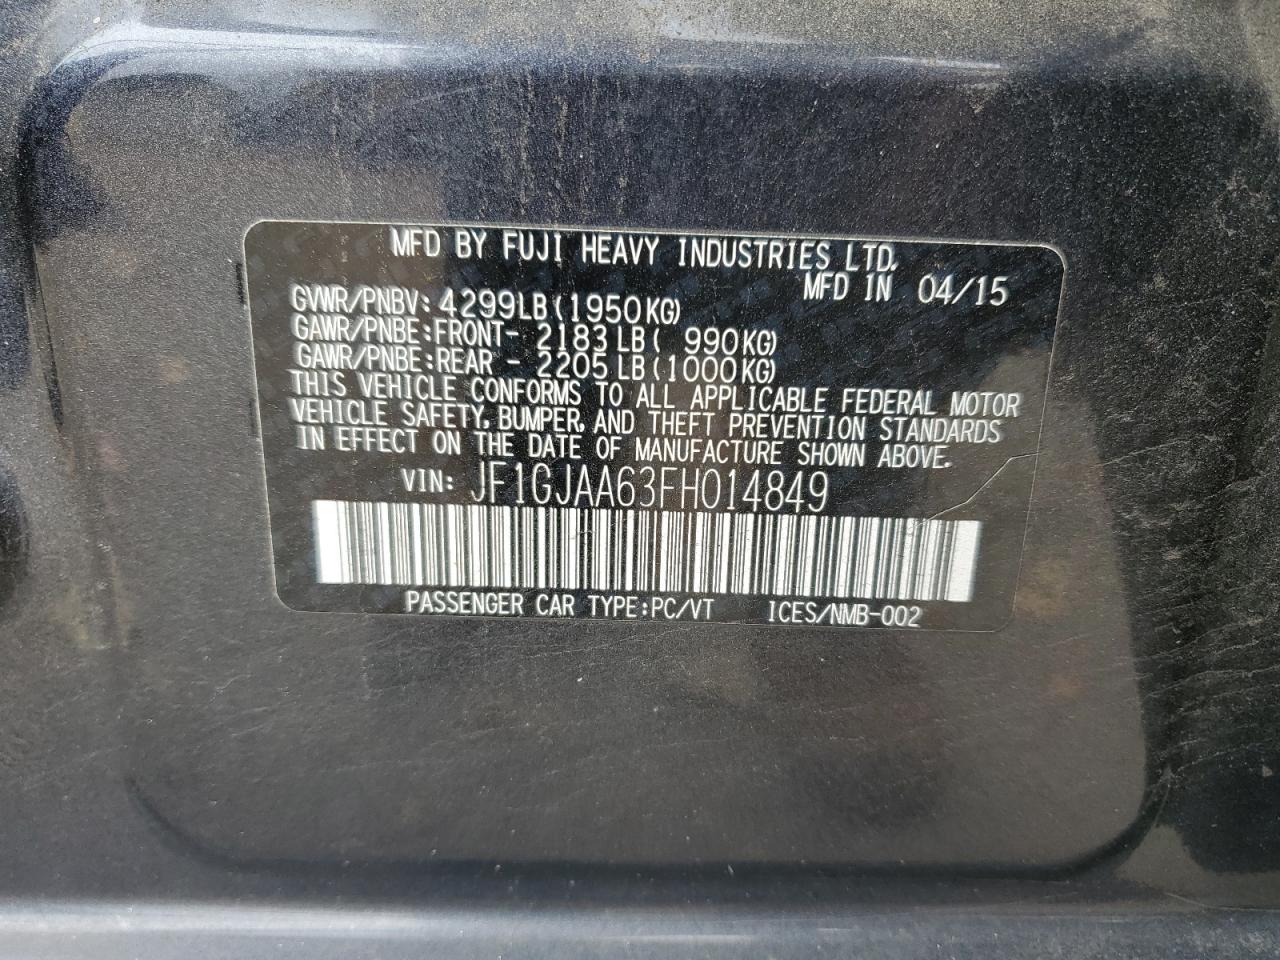 MFD BY FUJI HEAVY INDUSTRIES LTD.
MFD IN 04/15
GVWR/PNBV: 4299LB(1950KG)
GAWR/PNBE:FRONT- 2183LB( 990KG)
GAWR/PNBE:REAR - 2205LB(1000KG)
THIS VEHICLE CONFORMS TO ALL APPLICABLE FEDERAL MOTOR
VEHICLE SAFETY, BUMPER, AND THEFT PREVENTION STANDARDS
IN EFFECT ON THE DATE OF MANUFACTURE SHOWN ABOVE.
VIN: JF1GJAA63FH014849
PASSENGER CAR TYPE:PC/VT ICES/NMB-002